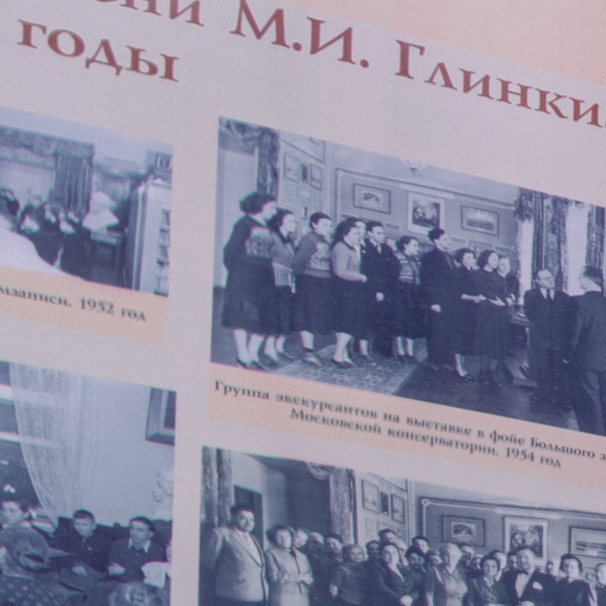 М.И. Глинки
годы
1952 год
Группа экскурсантов на выставке в фойе Большого
Московской консерватории. 1954 год